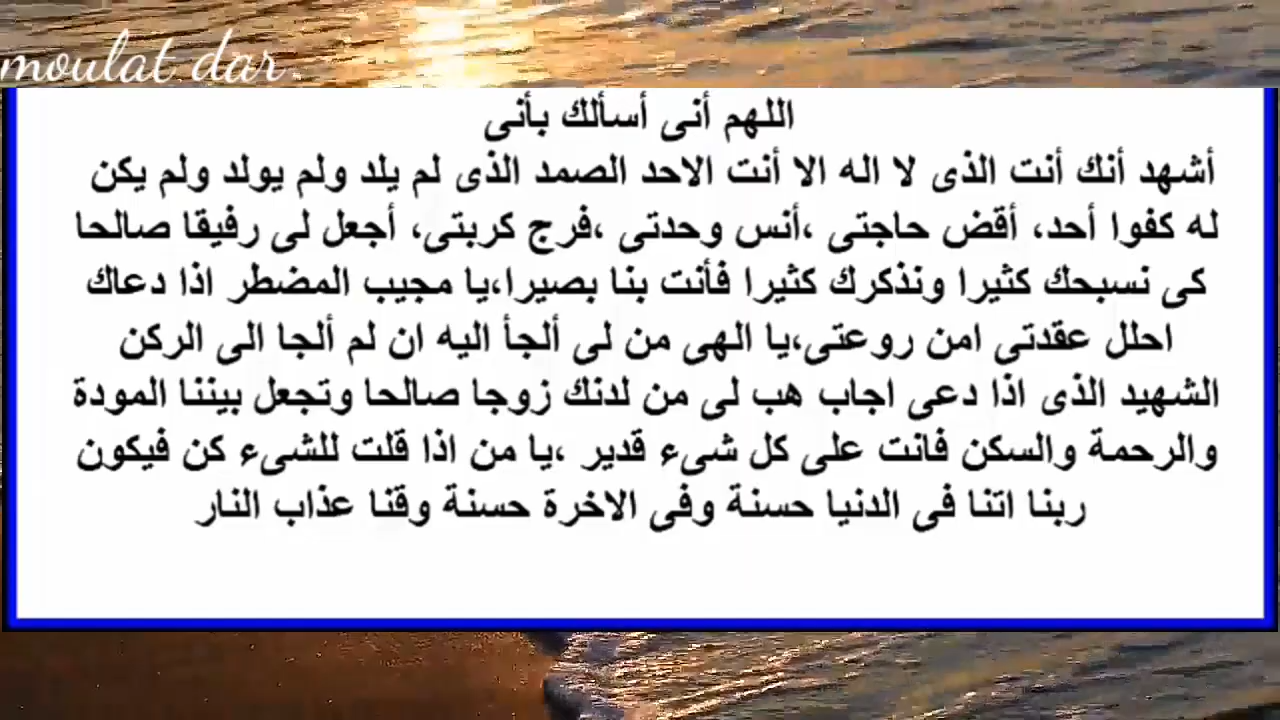 moulat dar
اللهم أنى أسألك بأنى
أشهد أنك أنت الذى لا اله الا أنت الاحد الصمد الذى لم يلد ولم يولد ولم يكن
له كفوا أحد، أقض حاجتى ،أنس وحدتى ،فرج كربتى، أجعل لى رفيقا صالحا
كى نسبحك كثيرا ونذكرك كثيرا فأنت بنا بصيرا،يا مجيب المضطر اذا دعاك
احلل عقدتى امن روعتى،يا الهى من لى ألجأ اليه ان لم ألجا الى الركن
الشهيد الذى اذا دعى اجاب هب لى من لدنك زوجا صالحا وتجعل بيننا المودة
والرحمة والسكن فانت على كل شىء قدير ،يا من اذا قلت للشىء كن فيكون
ربنا اتنا فى الدنيا حسنة وفى الاخرة حسنة وقنا عذاب النار